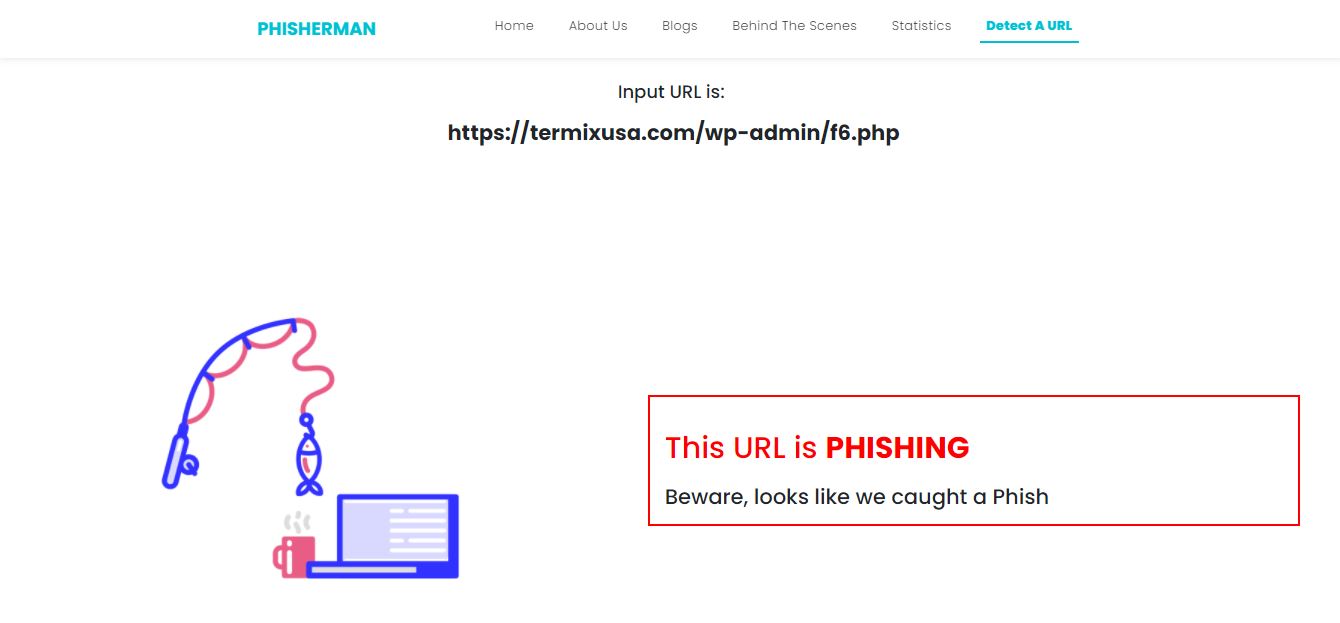 PHISHERMAN
Home About Us Blogs Behind The Scenes Statistics Detect A URL
Input URL is:
https://termixusa.com/wp-admin/f6.php
This URL is PHISHING
Beware, looks like we caught a Phish